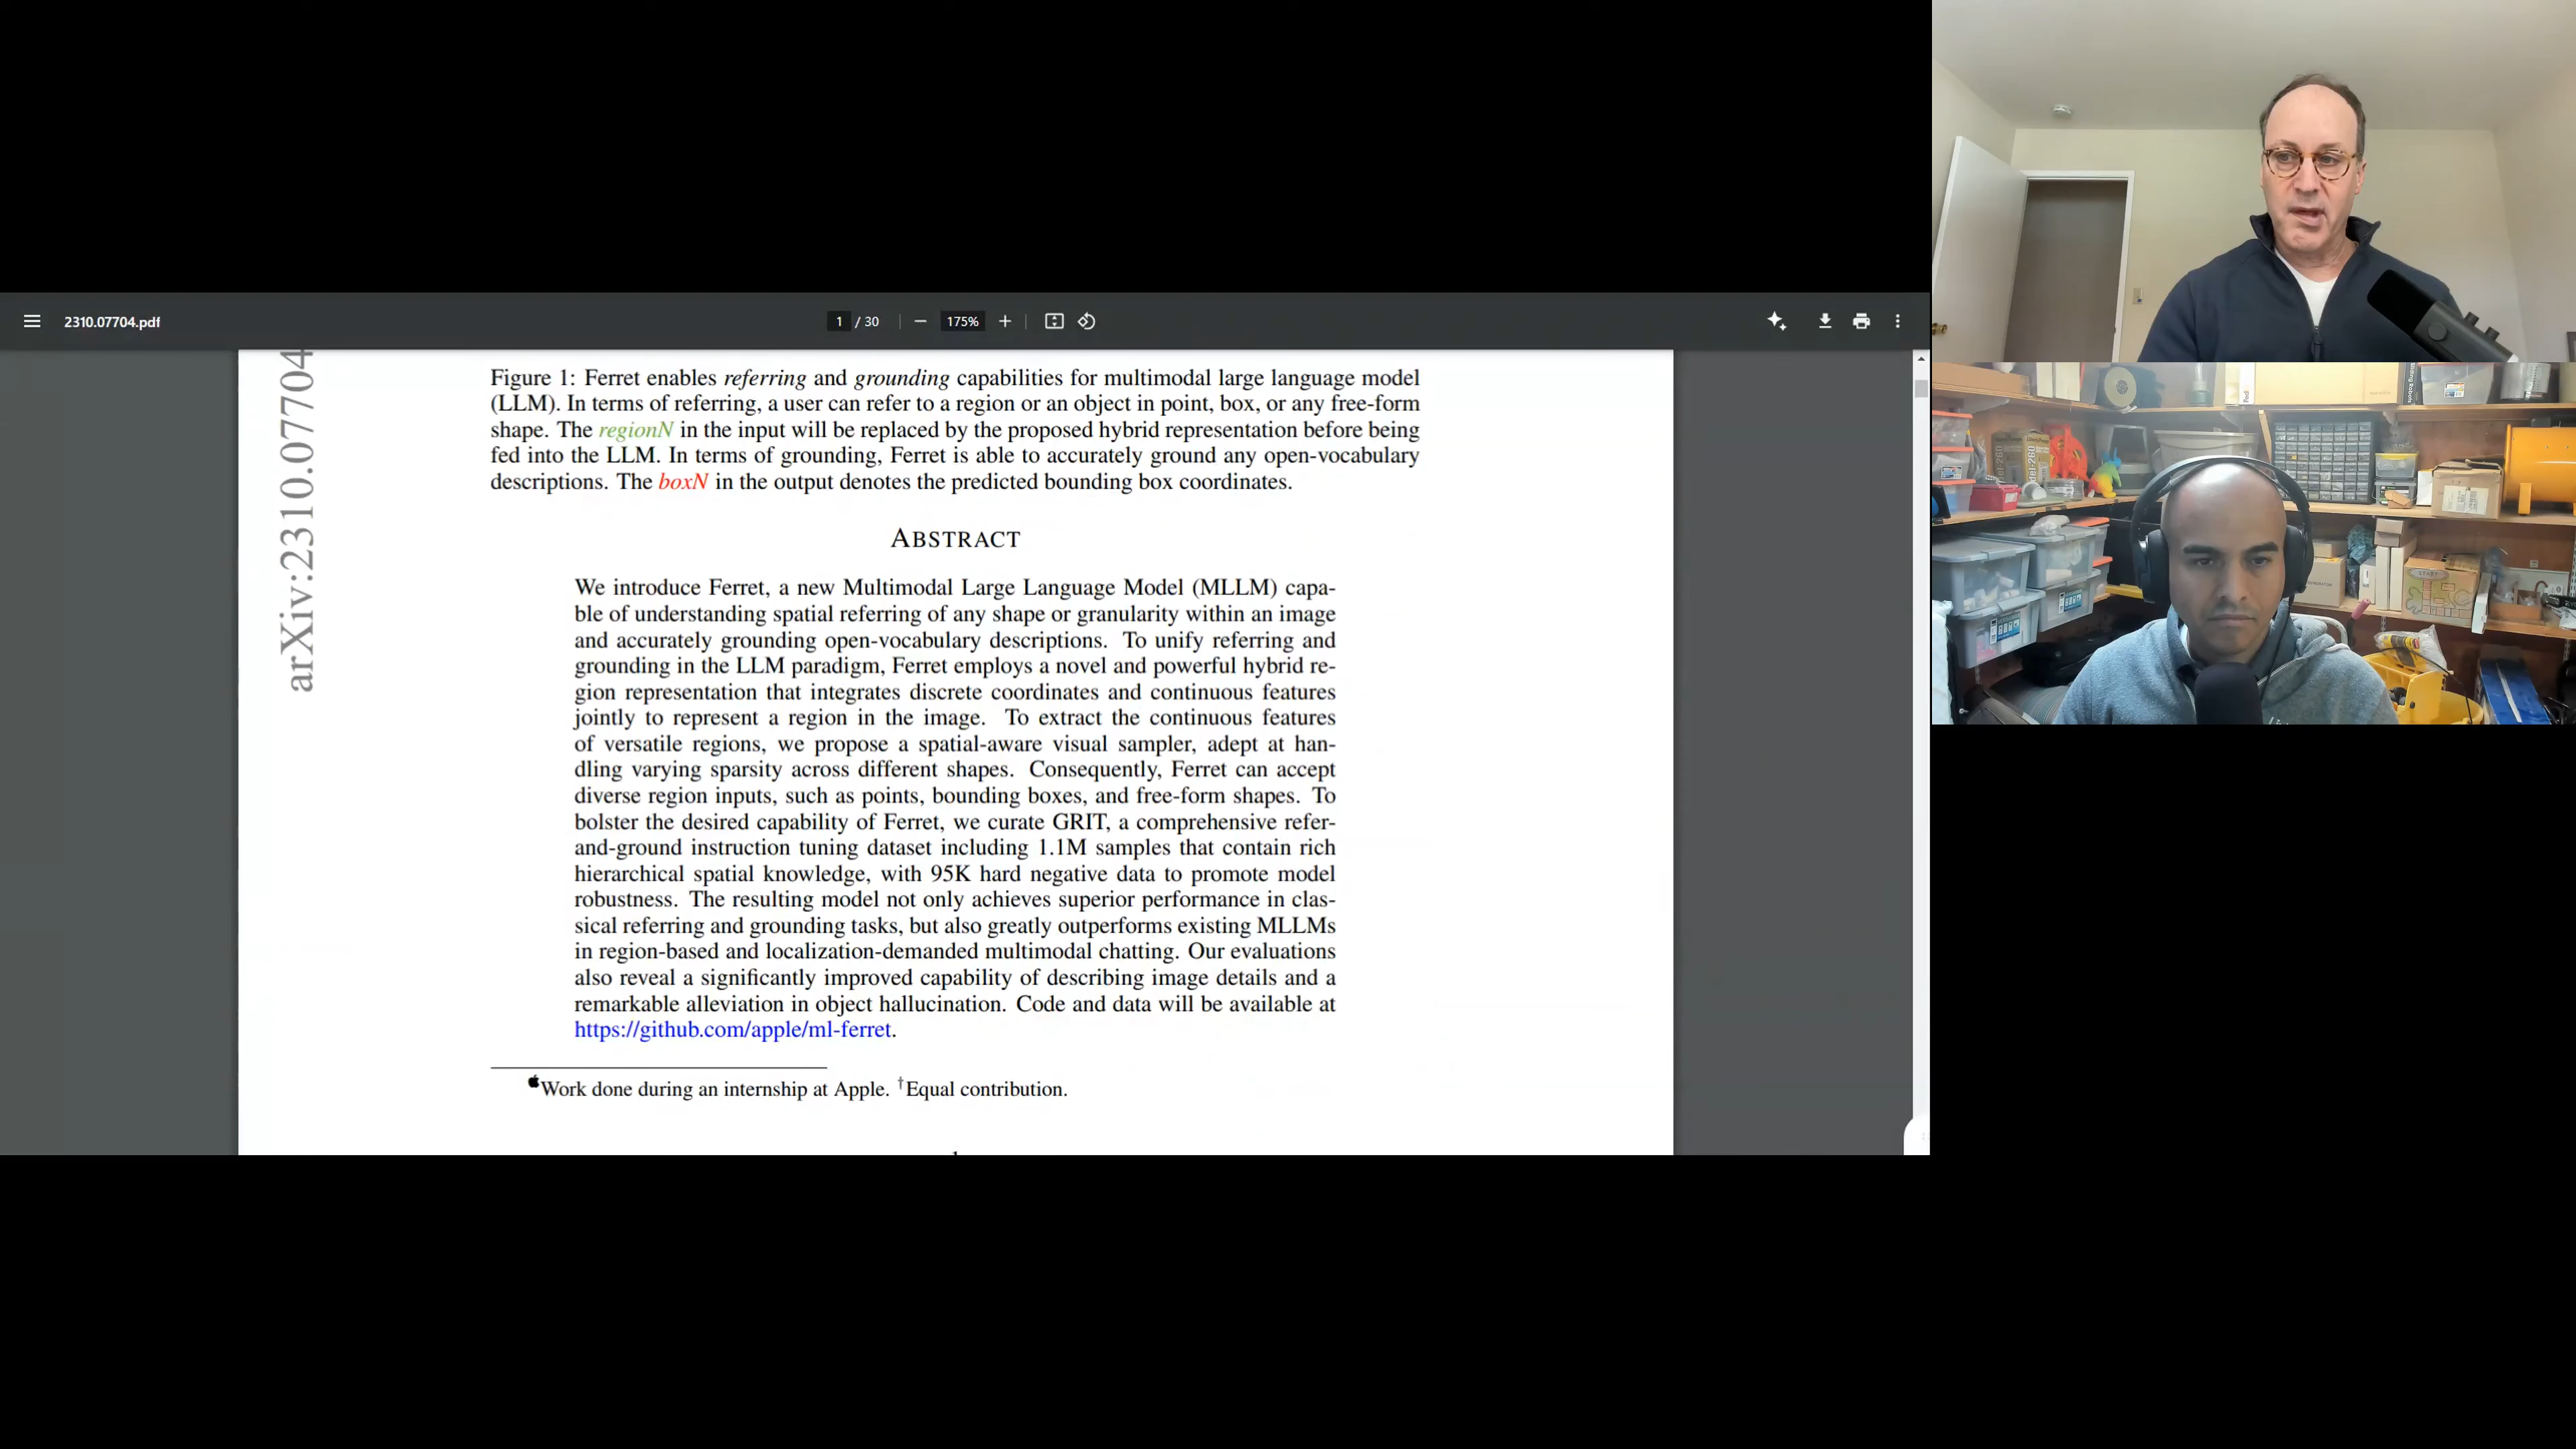 2310.07704.pdf
1 / 30
175%
arXiv:2310.07704
Figure 1: Ferret enables referring and grounding capabilities for multimodal large language model
(LLM). In terms of referring, a user can refer to a region or an object in point, box, or any free-form
shape. The regionN in the input will be replaced by the proposed hybrid representation before being
fed into the LLM. In terms of grounding, Ferret is able to accurately ground any open-vocabulary
descriptions. The boxN in the output denotes the predicted bounding box coordinates.
ABSTRACT
We introduce Ferret, a new Multimodal Large Language Model (MLLM) capa-
ble of understanding spatial referring of any shape or granularity within an image
and accurately grounding open-vocabulary descriptions. To unify referring and
grounding in the LLM paradigm, Ferret employs a novel and powerful hybrid re-
gion representation that integrates discrete coordinates and continuous features
jointly to represent a region in the image. To extract the continuous features
of versatile regions, we propose a spatial-aware visual sampler, adept at han-
dling varying sparsity across different shapes. Consequently, Ferret can accept
diverse region inputs, such as points, bounding boxes, and free-form shapes. To
bolster the desired capability of Ferret, we curate GRIT, a comprehensive refer-
and-ground instruction tuning dataset including 1.1M samples that contain rich
hierarchical spatial knowledge, with 95K hard negative data to promote model
robustness. The resulting model not only achieves superior performance in clas-
sical referring and grounding tasks, but also greatly outperforms existing MLLMs
in region-based and localization-demanded multimodal chatting. Our evaluations
also reveal a significantly improved capability of describing image details and a
remarkable alleviation in object hallucination. Code and data will be available at
https://github.com/apple/ml-ferret.
Work done during an internship at Apple. †Equal contribution.